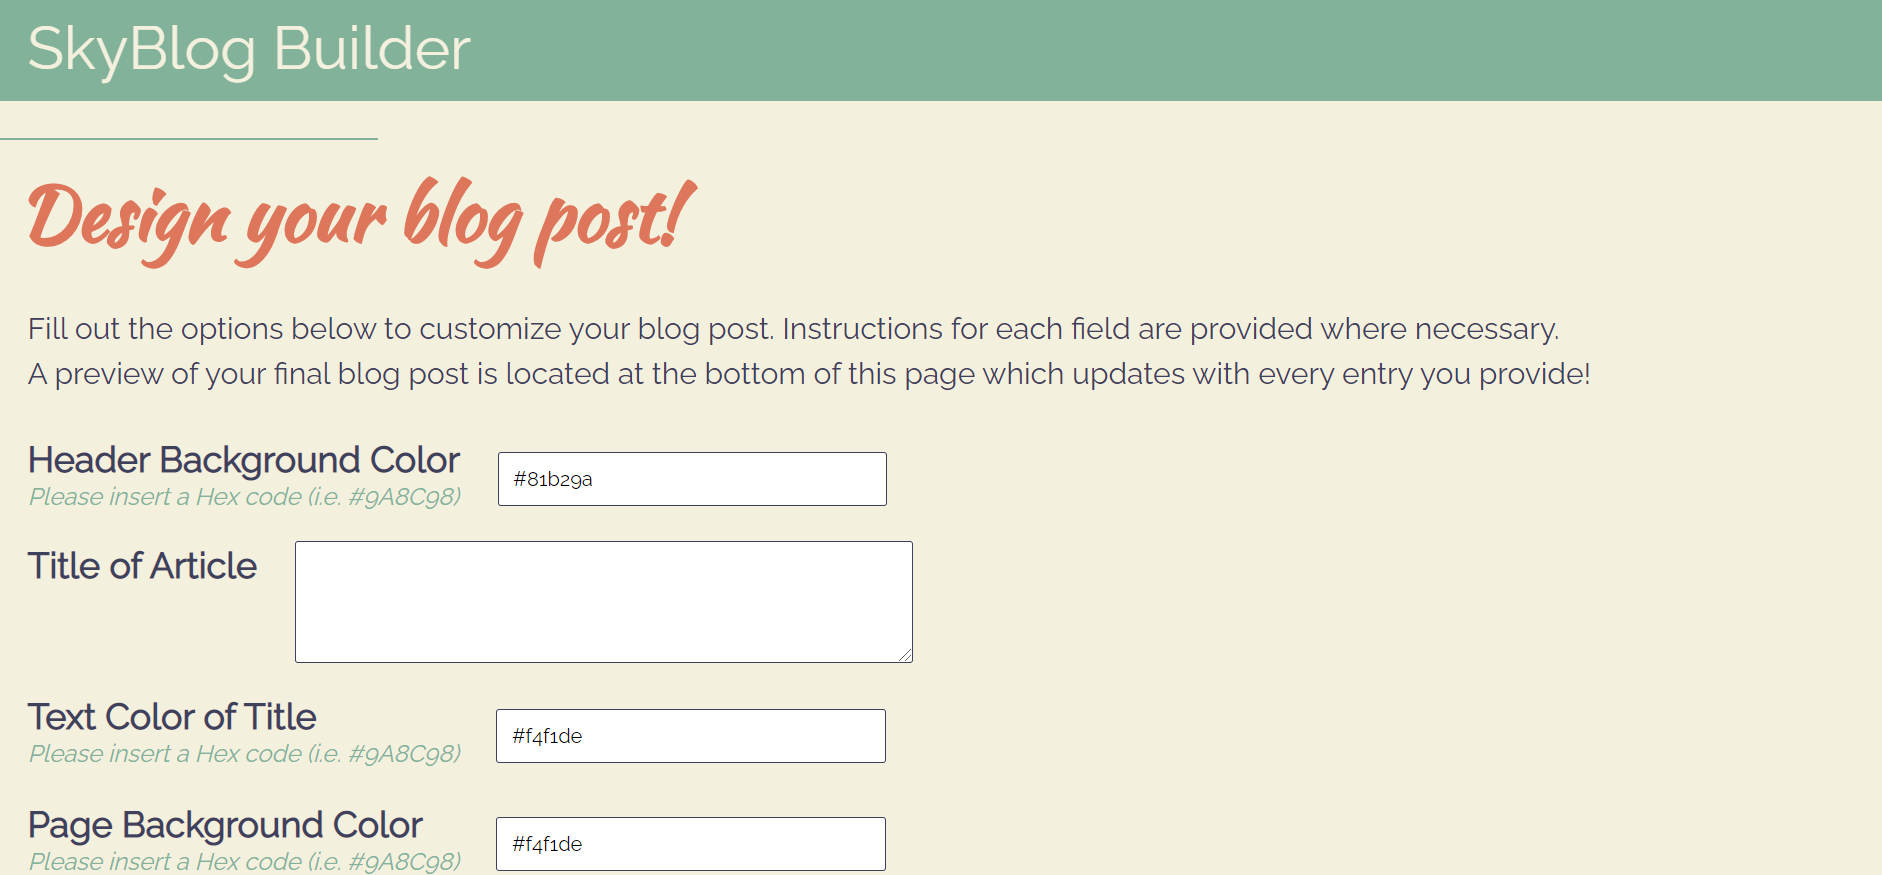 SkyBlog Builder
Design your blog post!
Fill out the options below to customize your blog post. Instructions for each field are provided where necessary.
A preview of your final blog post is located at the bottom of this page which updates with every entry you provide!
Header Background Color
Please insert a Hex code (i.e. #9A8C98)
#81b29a
Title of Article
Text Color of Title
Please insert a Hex code (i.e. #9A8C98)
#f4f1de
Page Background Color
Please insert a Hex code (i.e. #9A8C98)
#f4f1de